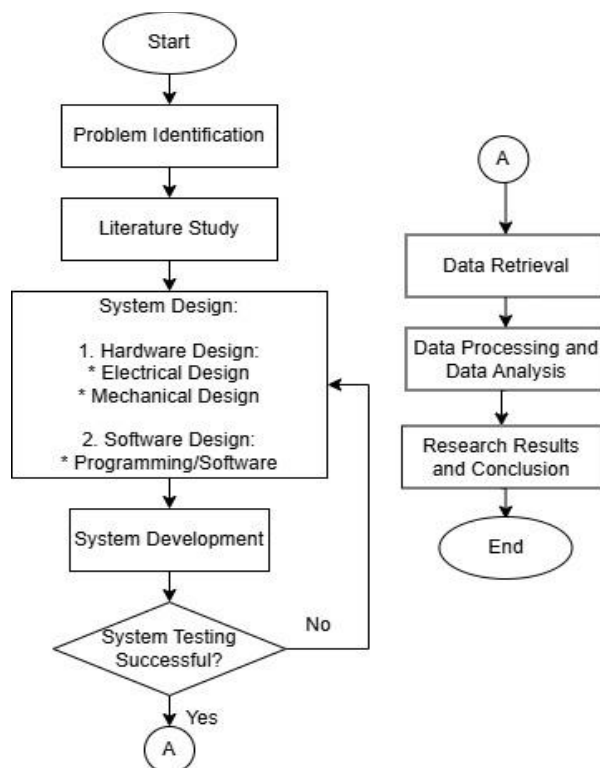 Start
Problem Identification
Literature Study
System Design:
1. Hardware Design:
* Electrical Design
* Mechanical Design
2. Software Design:
* Programming/Software
System Development
System Testing
Successful?
No
Yes
A
A
Data Retrieval
Data Processing and
Data Analysis
Research Results
and Conclusion
End